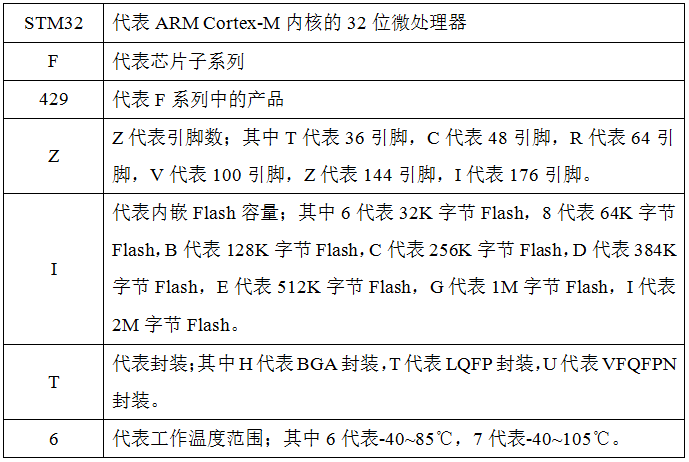 STM32 代表 ARM Cortex-M 内核的 32 位微处理器
F 代表芯片子系列
429 代表 F 系列中的产品
Z 代表引脚数；其中 T 代表 36 引脚，C 代表 48 引脚，R 代表 64 引
脚，V 代表 100 引脚，Z 代表 144 引脚，I 代表 176 引脚。
Z
代表内嵌 Flash 容量；其中 6 代表 32K 字节 Flash，8 代表 64K 字节
Flash，B 代表 128K 字节 Flash，C 代表 256K 字节 Flash，D 代表 384K
I
字节 Flash，E 代表 512K 字节 Flash，G 代表 1M 字节 Flash，I 代表
2M 字节 Flash。
T
代表封装；其中 H 代表 BGA 封装，T 代表 LQFP 封装，U 代表 VFQFPN
封装。
6 代表工作温度范围；其中 6 代表-40~85℃，7 代表-40~105℃。